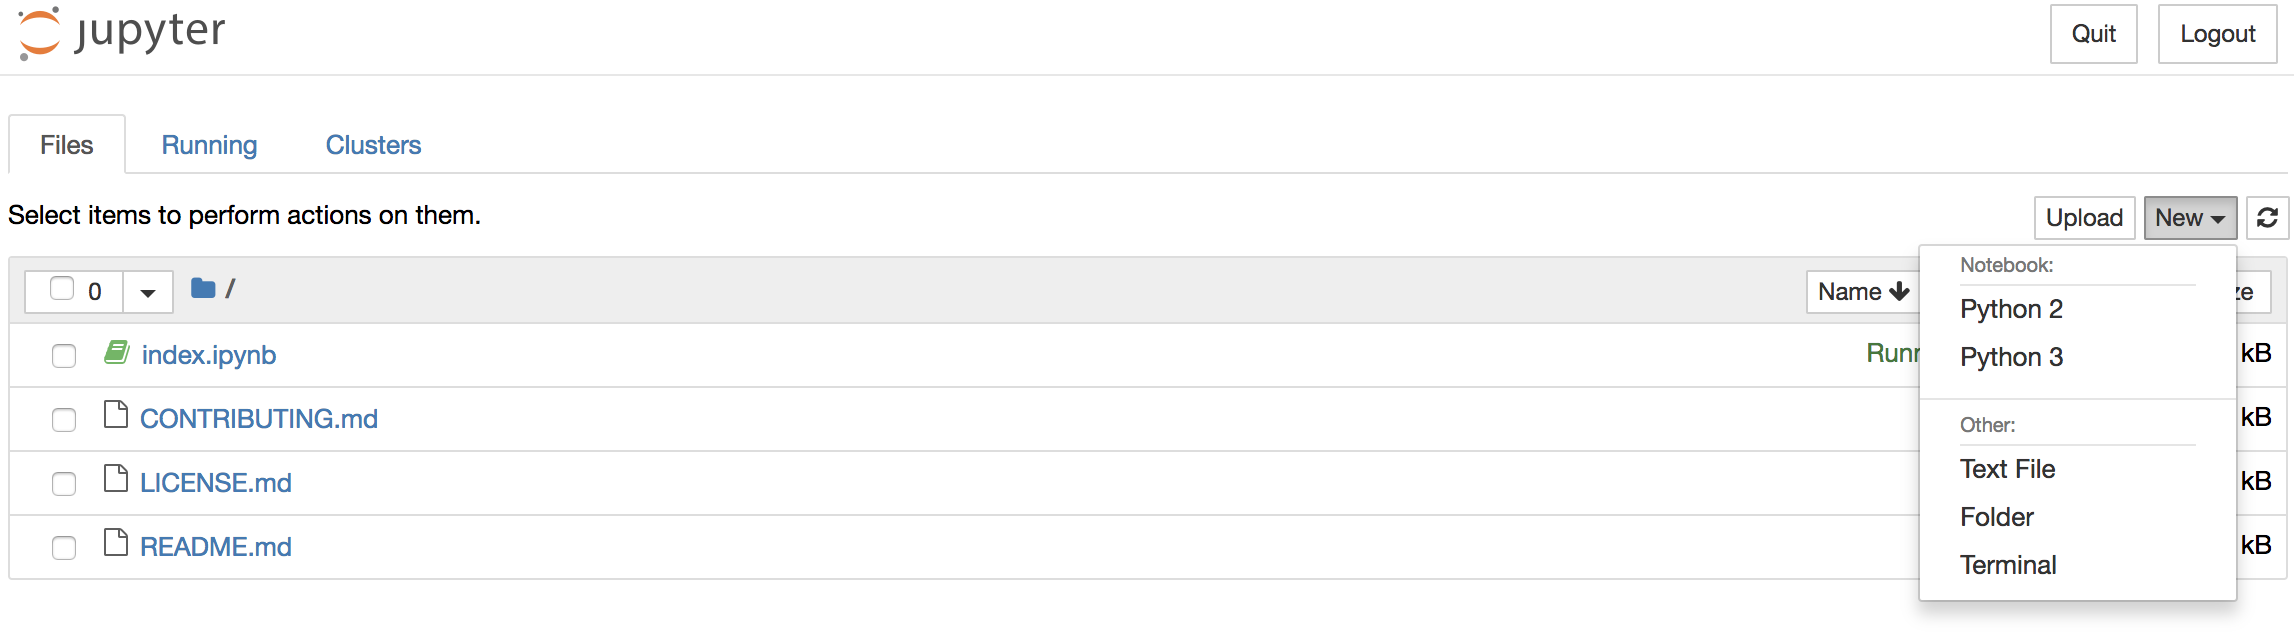 jupyter
Quit
Logout
Files
Running
Clusters
Select items to perform actions on them.
Upload
New
0
/
Name
Notebook:
Python 2
Python 3
Other:
Text File
Folder
Terminal
index.ipynb
kB
CONTRIBUTING.md
kB
LICENSE.md
kB
README.md
kB